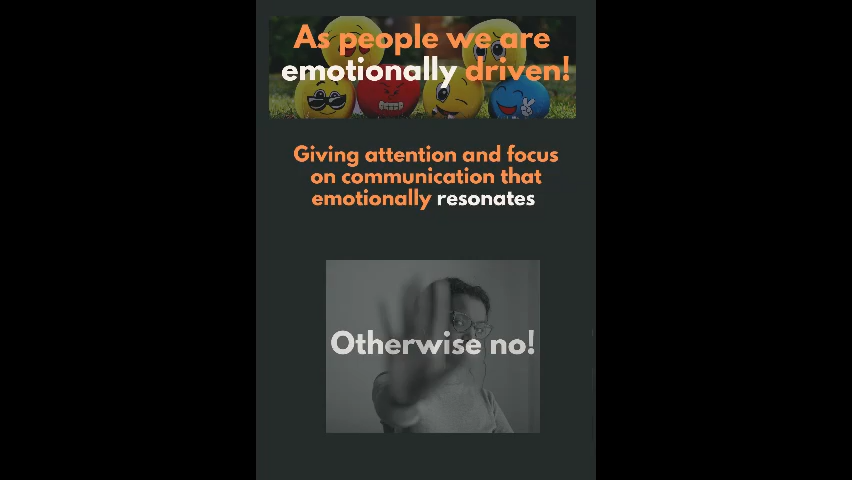 As people we are
emotionally driven!
Giving attention and focus
on communication that
emotionally resonates
Otherwise no!